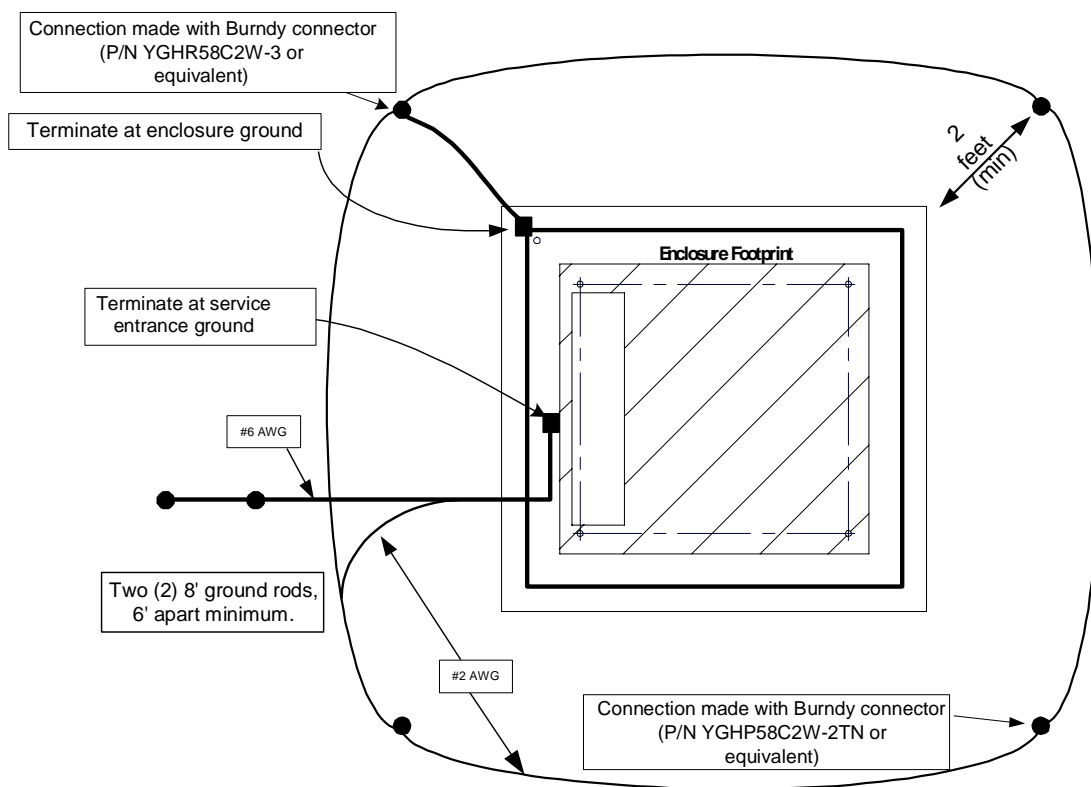 Connection made with Burndy connector
(P/N YGHR58C2W-3 or
equivalent)
Terminate at enclosure ground
2
feet
(min)
Enclosure Footprint
Terminate at service
entrance ground
#6 AWG
Two (2) 8' ground rods,
6' apart minimum.
#2 AWG
Connection made with Burndy connector
(P/N YGHP58C2W-2TN or
equivalent)